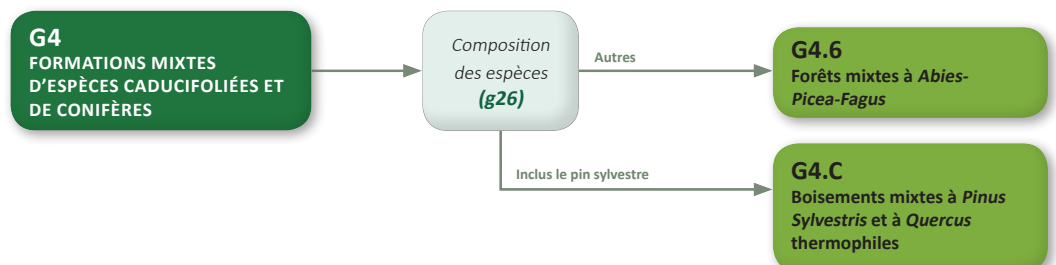 G4
FORMATIONS MIXTES
D'ESPÈCES CADUCIFOLIÉES ET
DE CONIFÈRES
Composition
des espèces
(g26)
Autres
G4.6
Forêts mixtes à Abies-
Picea-Fagus
Inclus le pin sylvestre
G4.C
Boisements mixtes à Pinus
Sylvestris et à Quercus
thermophiles